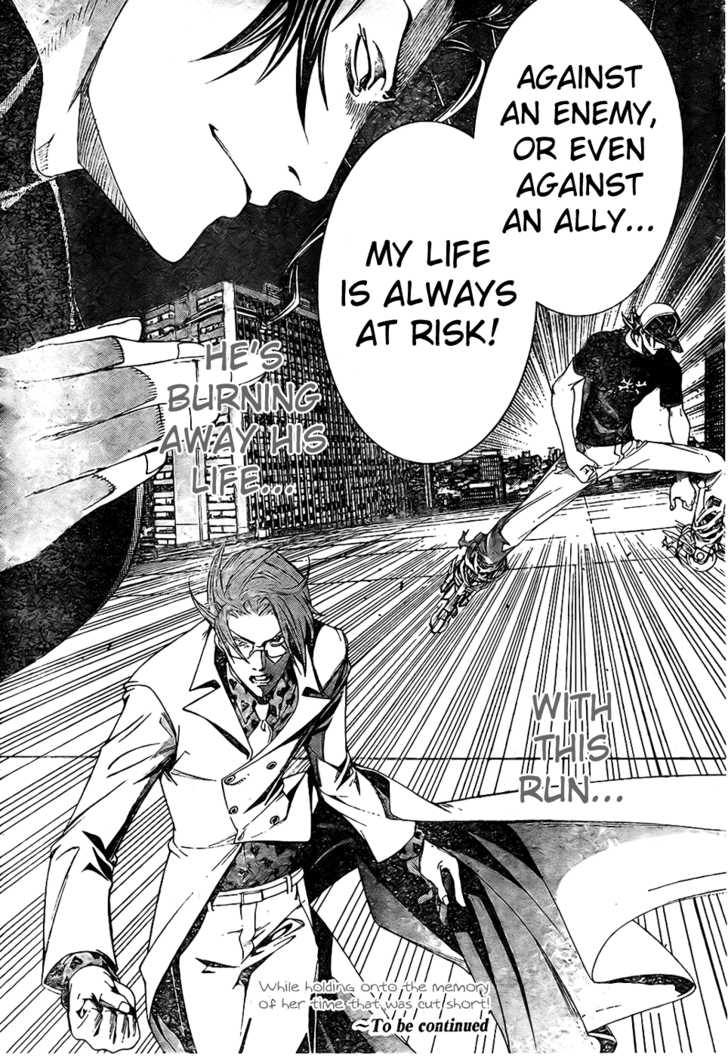 AGAINST
AN ENEMY,
OR EVEN
AGAINST
AN ALLY...
MY LIFE
IS ALWAYS
AT RISK!
HE'S
BURNING
AWAY HIS
LIFE...
WITH
THIS
RUN...
While holding onto the memory
of her time that was cut short!
~To be continued